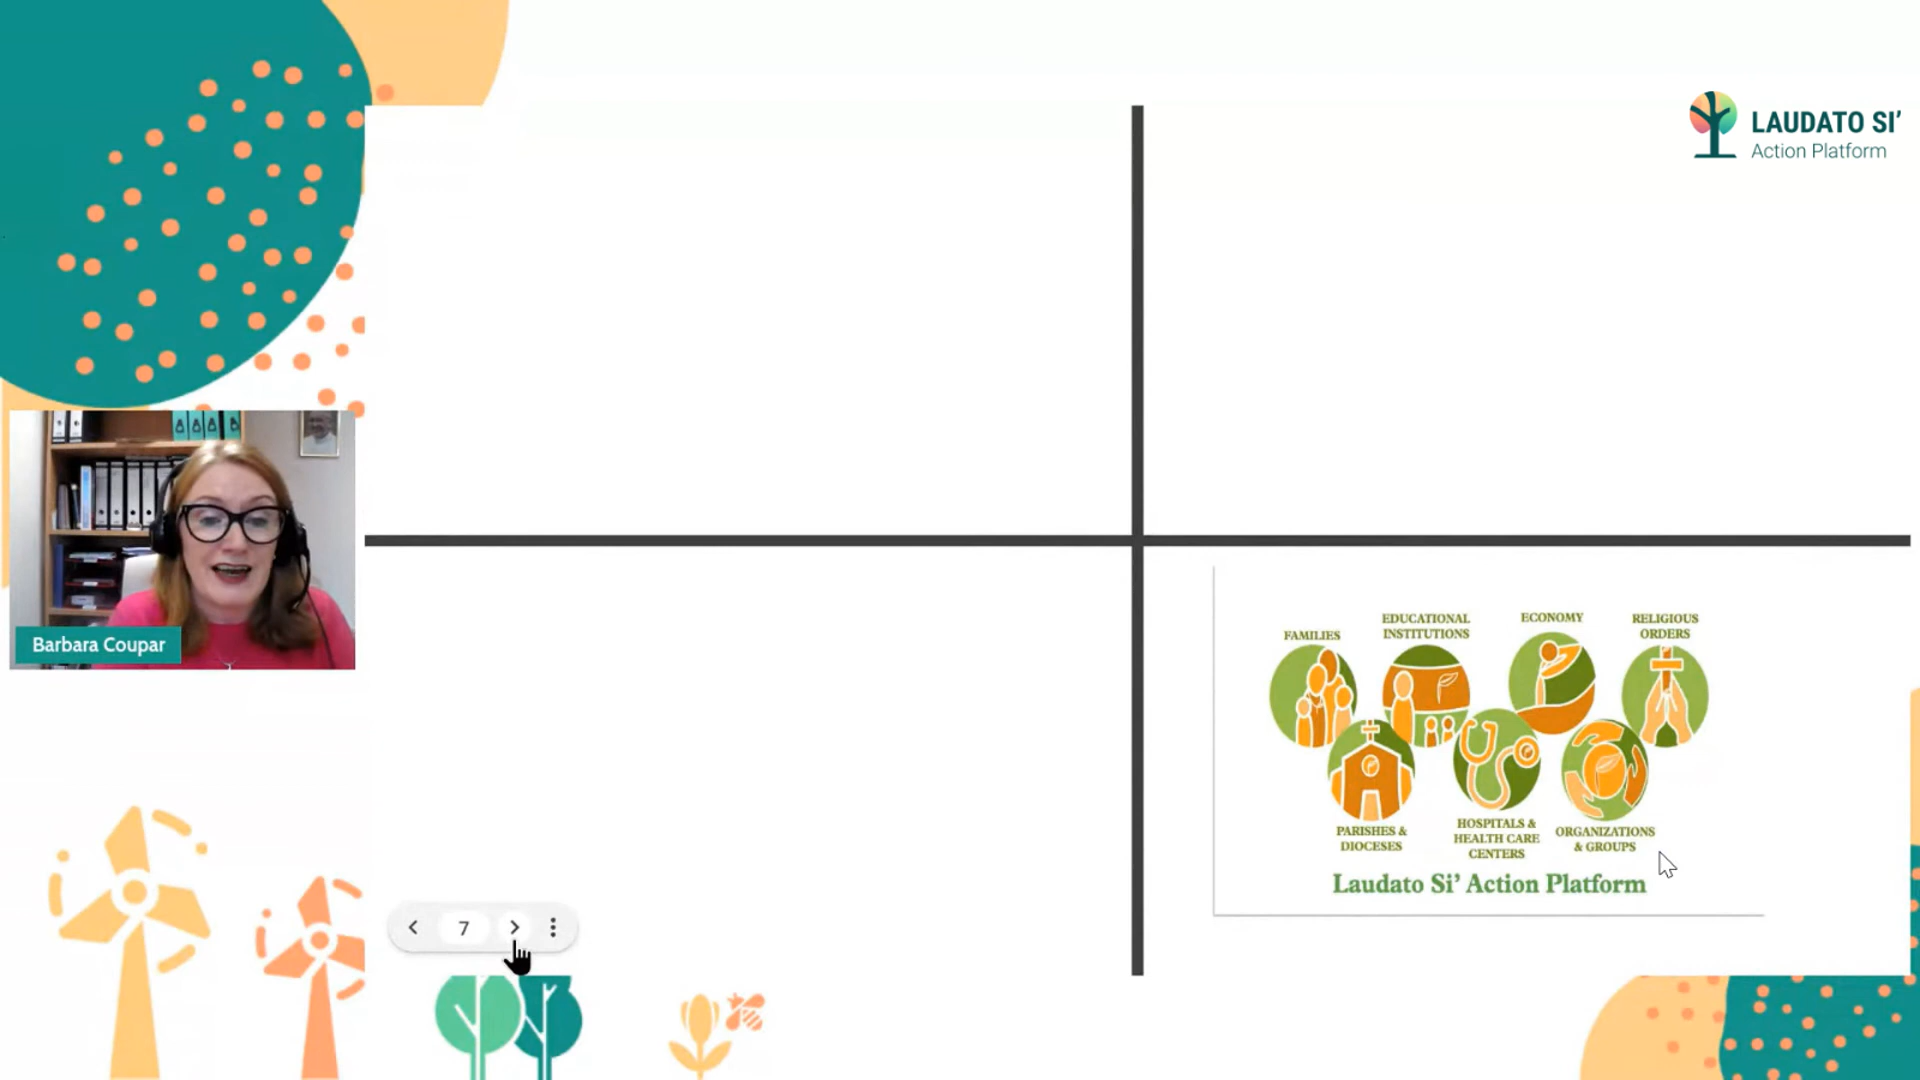 LAUDATO SI’
Action Platform
Barbara Coupar
FAMILIES
EDUCATIONAL
INSTITUTIONS
ECONOMY
RELIGIOUS
ORDERS
PARISHES &
DIOCESES
HOSPITALS &
HEALTH CARE
CENTERS
ORGANIZATIONS
& GROUPS
Laudato Si’ Action Platform
7